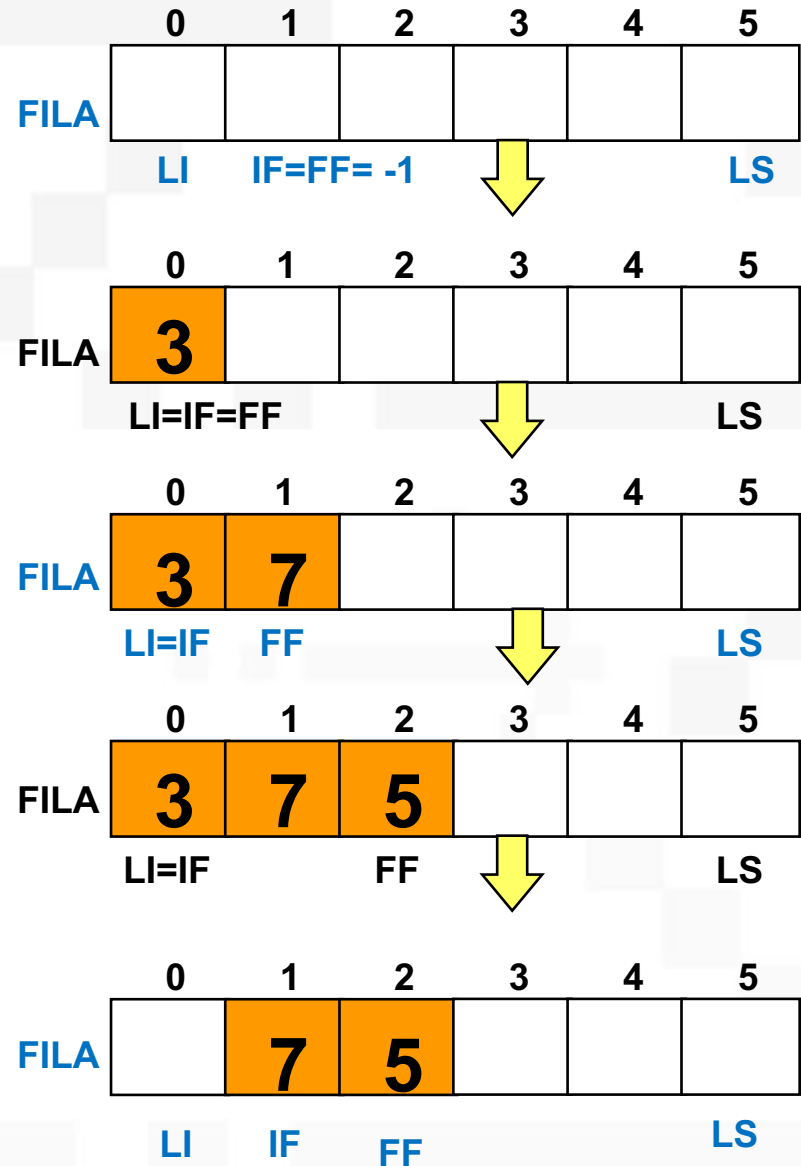 0 1 2 3 4 5
FILA
LI IF=FF= -1 LS
0 1 2 3 4 5
FILA 3
LI=IF=FF LS
0 1 2 3 4 5
FILA 3 7
LI=IF FF LS
0 1 2 3 4 5
FILA 3 7 5
LI=IF FF LS
0 1 2 3 4 5
FILA 7 5
LI IF FF LS